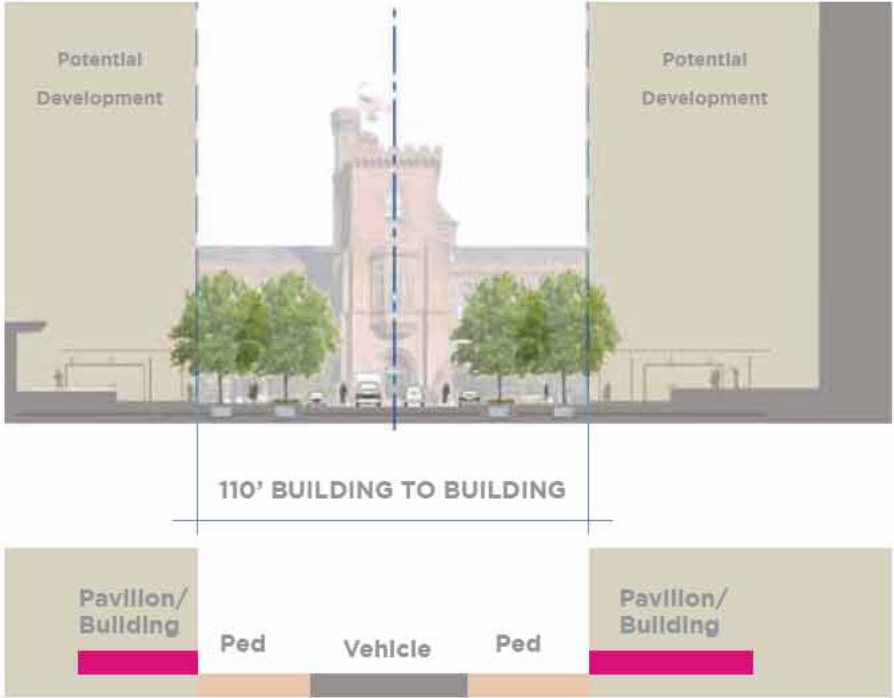 Potential
Development
Potential
Development
110’ BUILDING TO BUILDING
Pavilion/
Building
Ped
Vehicle
Ped
Pavilion/
Building